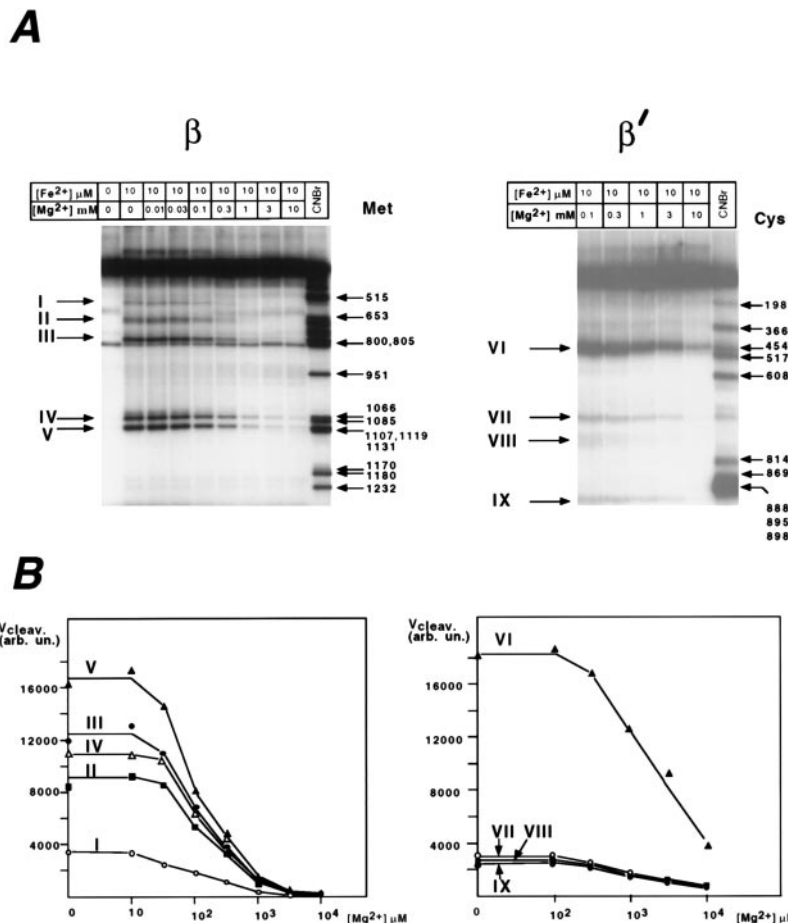 A
β
β′
[Fe2+] μM 0 10 10 10 10 10 10 10 10 CNBr
[Mg2+] mM 0 0 0.01 0.03 0.1 0.3 1 3 10
Met
I
II
III
IV
V
515
653
800,805
951
1066
1085
1107,1119
1131
1170
1180
1232
[Fe2+] μM 10 10 10 10 10 CNBr
[Mg2+] mM 0.1 0.3 1 3 10
Cys
VI
VII
VIII
IX
198
366
454
517
608
814
869
888
895
898
B
Vcleav.
(arb. un.)
16000
12000
8000
4000
V
III
IV
II
I
0 10 10² 10³ 10⁴ [Mg2+] μM
Vcleav.
(arb. un.)
16000
12000
8000
4000
VI
VII VIII
IX
0 10² 10³ 10⁴ [Mg2+] μM